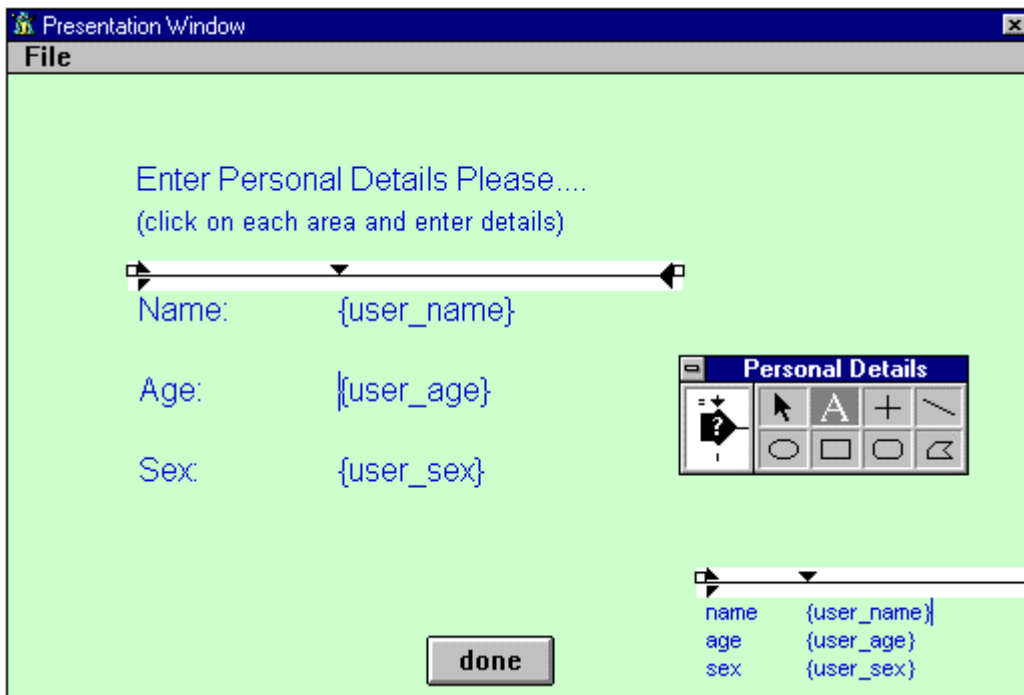 Presentation Window
File
Enter Personal Details Please....
(click on each area and enter details)
Name: {user_name}
Age: {user_age}
Sex: {user_sex}
Personal Details
= ?
A
name {user_name}
age {user_age}
sex {user_sex}
done